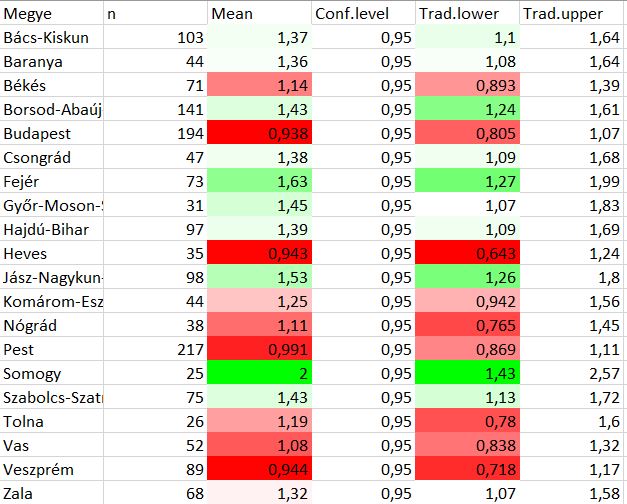 Megye n Mean Conf.level Trad.lower Trad.upper
Bács-Kiskun 103 1,37 0,95 1,1 1,64
Baranya 44 1,36 0,95 1,08 1,64
Békés 71 1,14 0,95 0,893 1,39
Borsod-Abaúj 141 1,43 0,95 1,24 1,61
Budapest 194 0,938 0,95 0,805 1,07
Csongrád 47 1,38 0,95 1,09 1,68
Fejér 73 1,63 0,95 1,27 1,99
Győr-Moson-S 31 1,45 0,95 1,07 1,83
Hajdú-Bihar 97 1,39 0,95 1,09 1,69
Heves 35 0,943 0,95 0,643 1,24
Jász-Nagykun- 98 1,53 0,95 1,26 1,8
Komárom-Esz 44 1,25 0,95 0,942 1,56
Nógrád 38 1,11 0,95 0,765 1,45
Pest 217 0,991 0,95 0,869 1,11
Somogy 25 2 0,95 1,43 2,57
Szabolcs-Szatm 75 1,43 0,95 1,13 1,72
Tolna 26 1,19 0,95 0,78 1,6
Vas 52 1,08 0,95 0,838 1,32
Veszprém 89 0,944 0,95 0,718 1,17
Zala 68 1,32 0,95 1,07 1,58